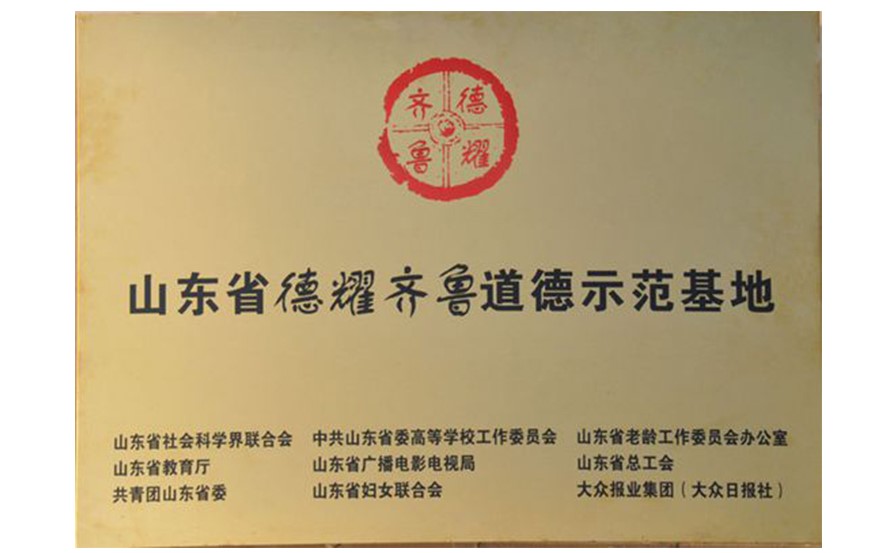 德耀
齐鲁
山东省德耀齐鲁道德示范基地
山东省社会科学界联合会 中共山东省委高等学校工作委员会 山东省老龄工作委员会办公室
山东省教育厅 山东省广播电影电视局 山东省总工会
共青团山东省委 山东省妇女联合会 大众报业集团（大众日报社）